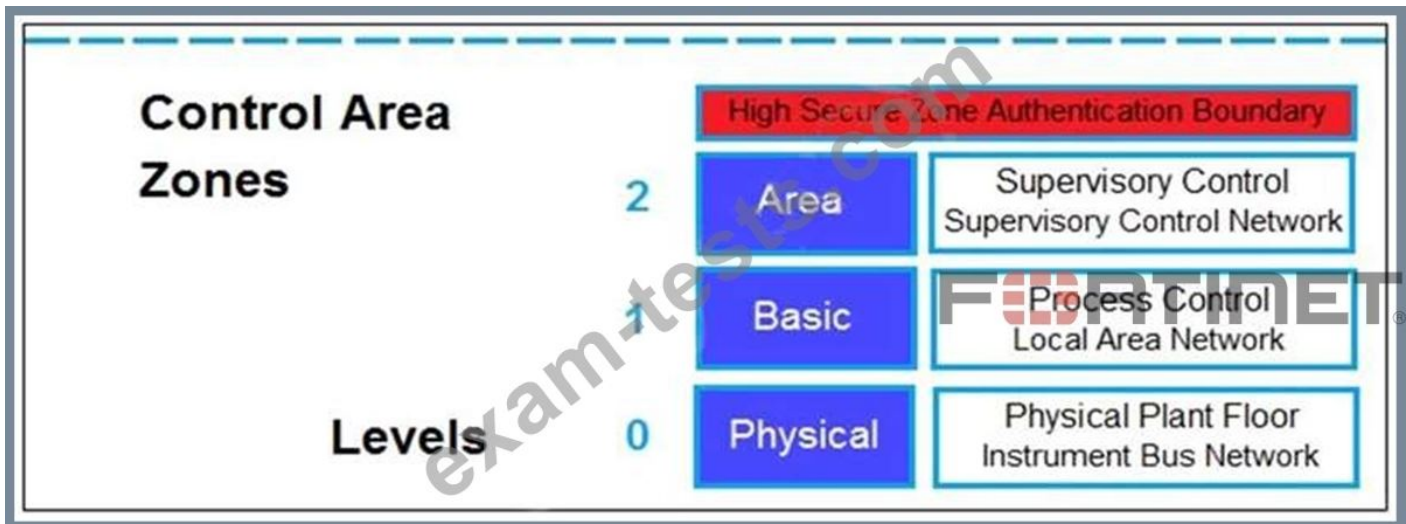 Control Area
Zones
High Secure Zone Authentication Boundary
2
Area
Supervisory Control
Supervisory Control Network
1
Basic
Process Control
Local Area Network
Levels
0
Physical
Physical Plant Floor
Instrument Bus Network
exam-tests.com
FORTINET®